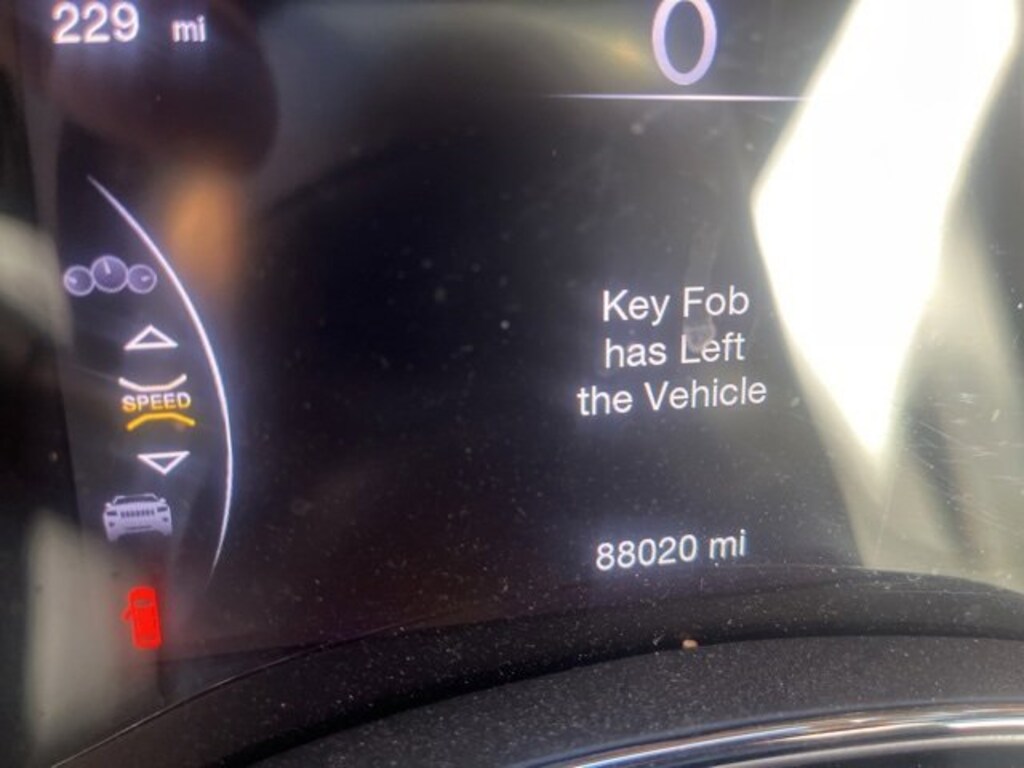 229 mi
0
SPEED
Key Fob
has Left
the Vehicle
88020 mi